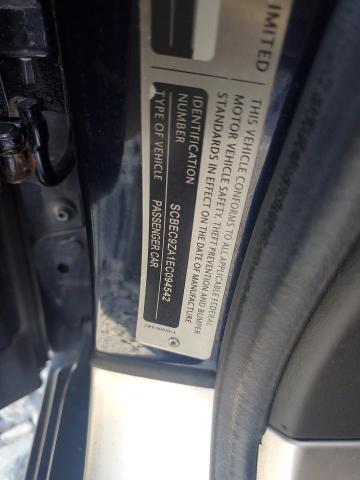 IMITED
THIS VEHICLE CONFORMS TO ALL APPLICABLE FEDERAL
MOTOR VEHICLE SAFETY, THEFT PREVENTION AND BUMPER
STANDARDS IN EFFECT ON THE DATE OF MANUFACTURE
IDENTIFICATION
NUMBER
SCBEC9ZA1EC094542
TYPE OF VEHICLE
PASSENGER CAR